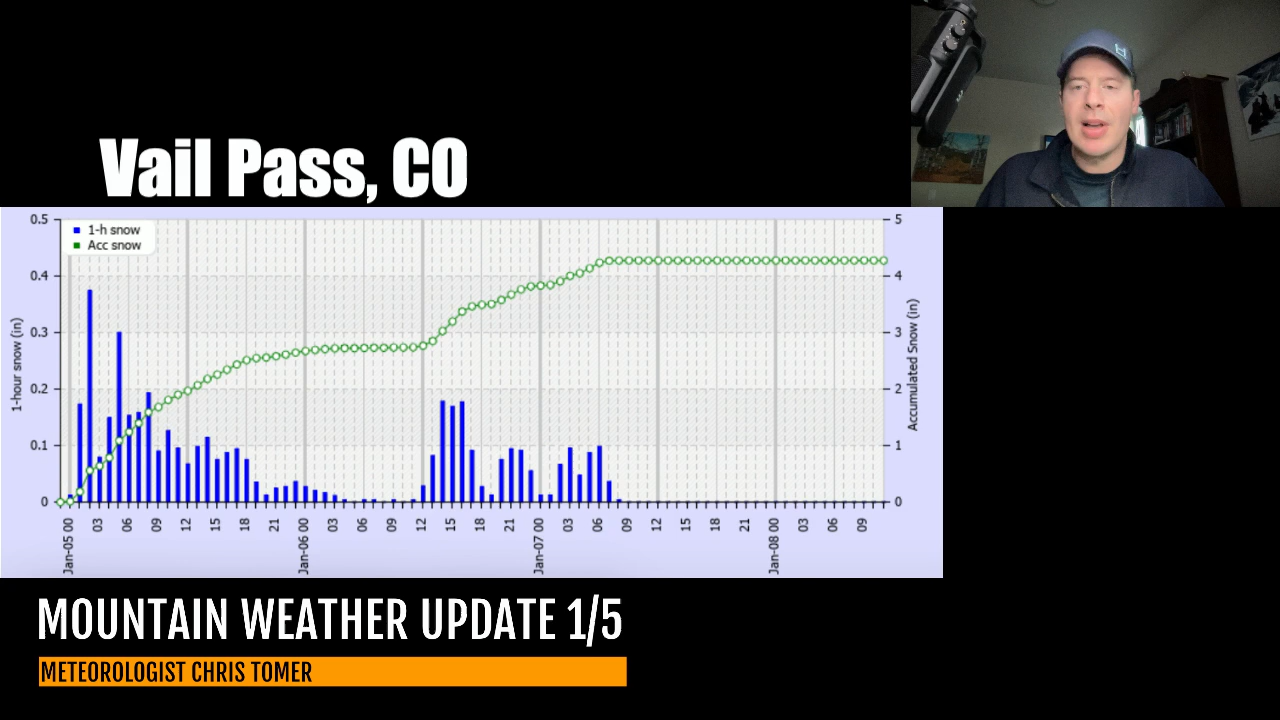 Vail Pass, CO
0.5
0.4
0.3
0.2
0.1
0
1-hour snow (in)
1-h snow
Acc snow
5
4
3
2
1
0
Accumulated Snow (in)
Jan-05 00 03 06 09 12 15 18 21 Jan-06 00 03 06 09 12 15 18 21 Jan-07 00 03 06 09 12 15 18 21 Jan-08 00 03 06 09
MOUNTAIN WEATHER UPDATE 1/5
METEOROLOGIST CHRIS TOMER